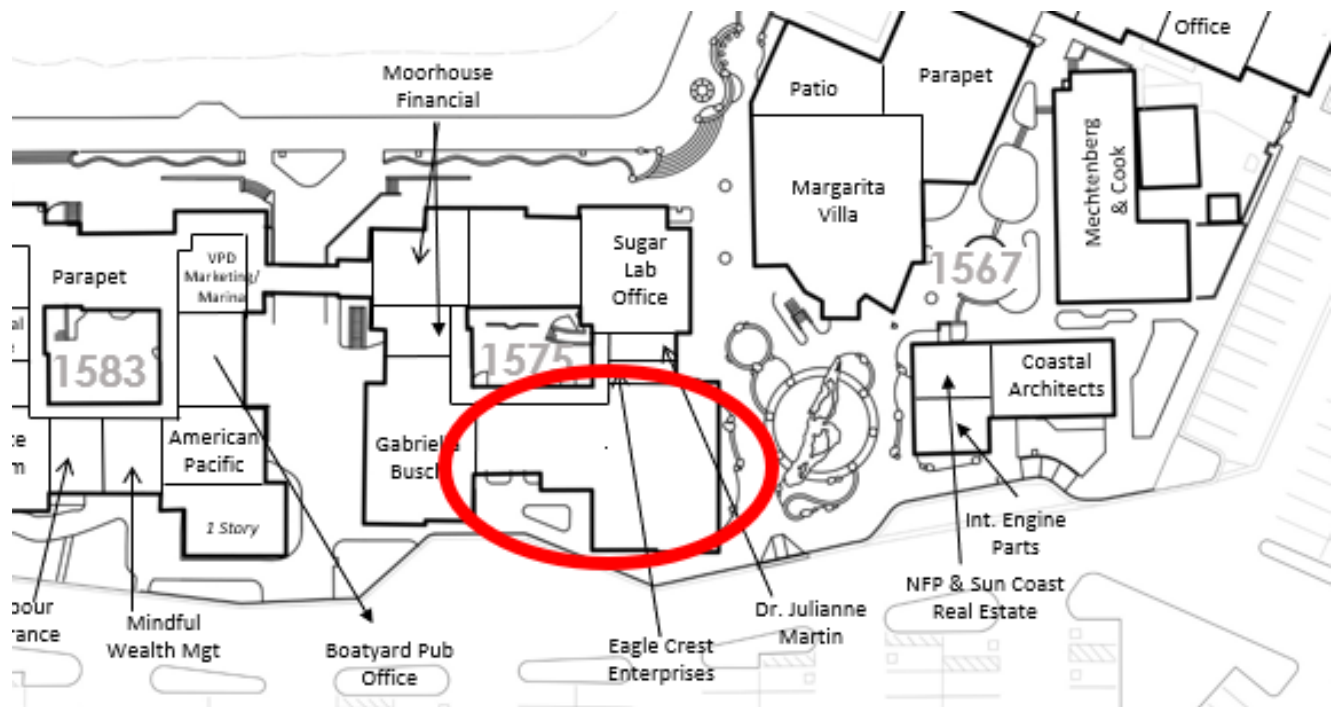 Office
Moorhouse
Financial
Patio
Parapet
Mechtenberg
& Cook
Margarita
Villa
Sugar
Lab
Office
VPD
Marketing/
Marina
Parapet
1567
1583
1575
Coastal
Architects
American
Pacific
Gabriella
Busch
1 Story
Int. Engine
Parts
NFP & Sun Coast
Real Estate
Dr. Julianne
Martin
Eagle Crest
Enterprises
Boatyard Pub
Office
Mindful
Wealth Mgt